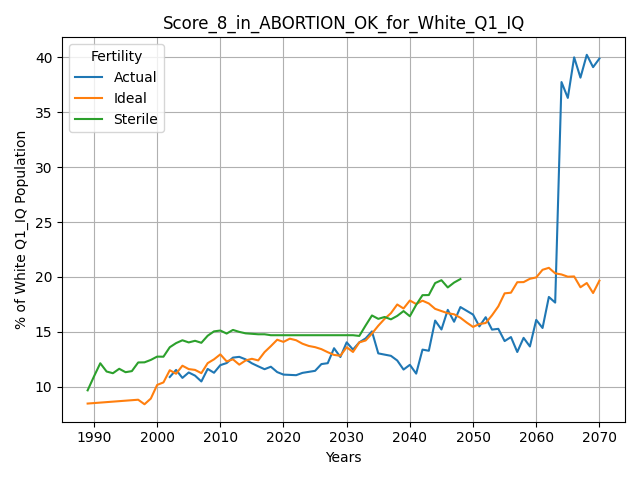 Score_8_in_ABORTION_OK_for_White_Q1_IQ
Fertility
Actual
Ideal
Sterile
% of White Q1_IQ Population
40
35
30
25
20
15
10
1990 2000 2010 2020 2030 2040 2050 2060 2070
Years